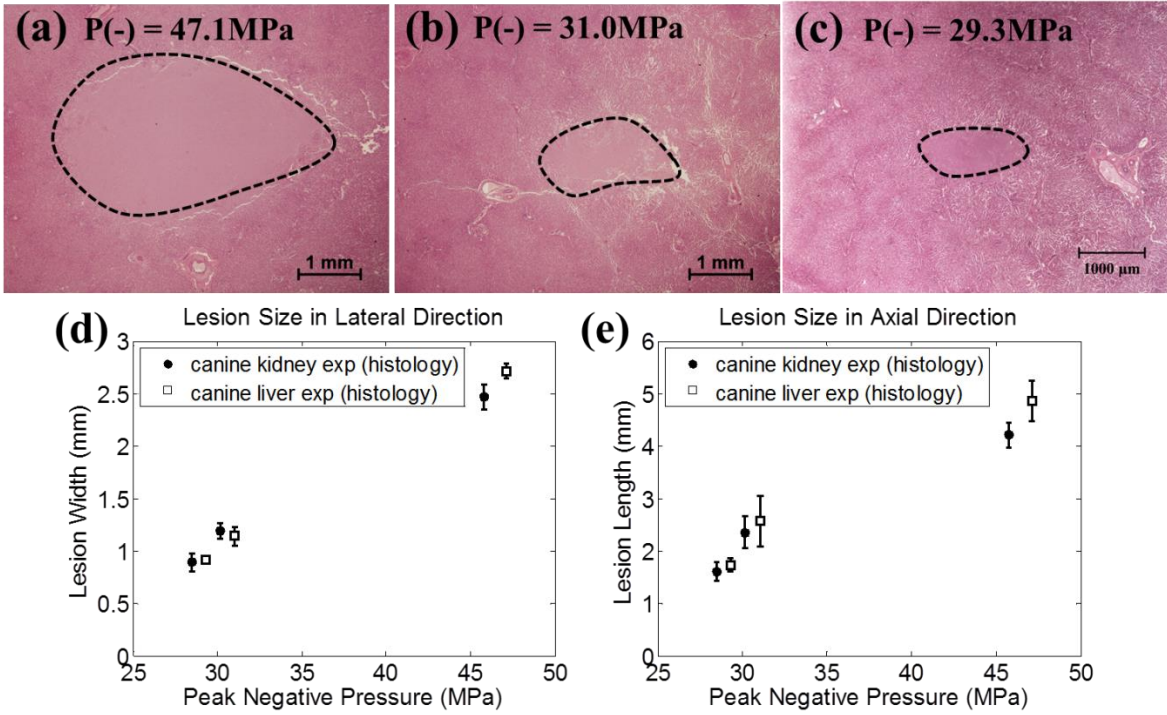 (a) P(-) = 47.1MPa
1 mm
(b) P(-) = 31.0MPa
1 mm
(c) P(-) = 29.3MPa
1000 µm
(d)
Lesion Size in Lateral Direction
canine kidney exp (histology)
canine liver exp (histology)
Lesion Width (mm)
3
2.5
2
1.5
1
0.5
0
25
30
35
40
45
50
Peak Negative Pressure (MPa)
(e)
Lesion Size in Axial Direction
canine kidney exp (histology)
canine liver exp (histology)
Lesion Length (mm)
6
5
4
3
2
1
0
25
30
35
40
45
50
Peak Negative Pressure (MPa)